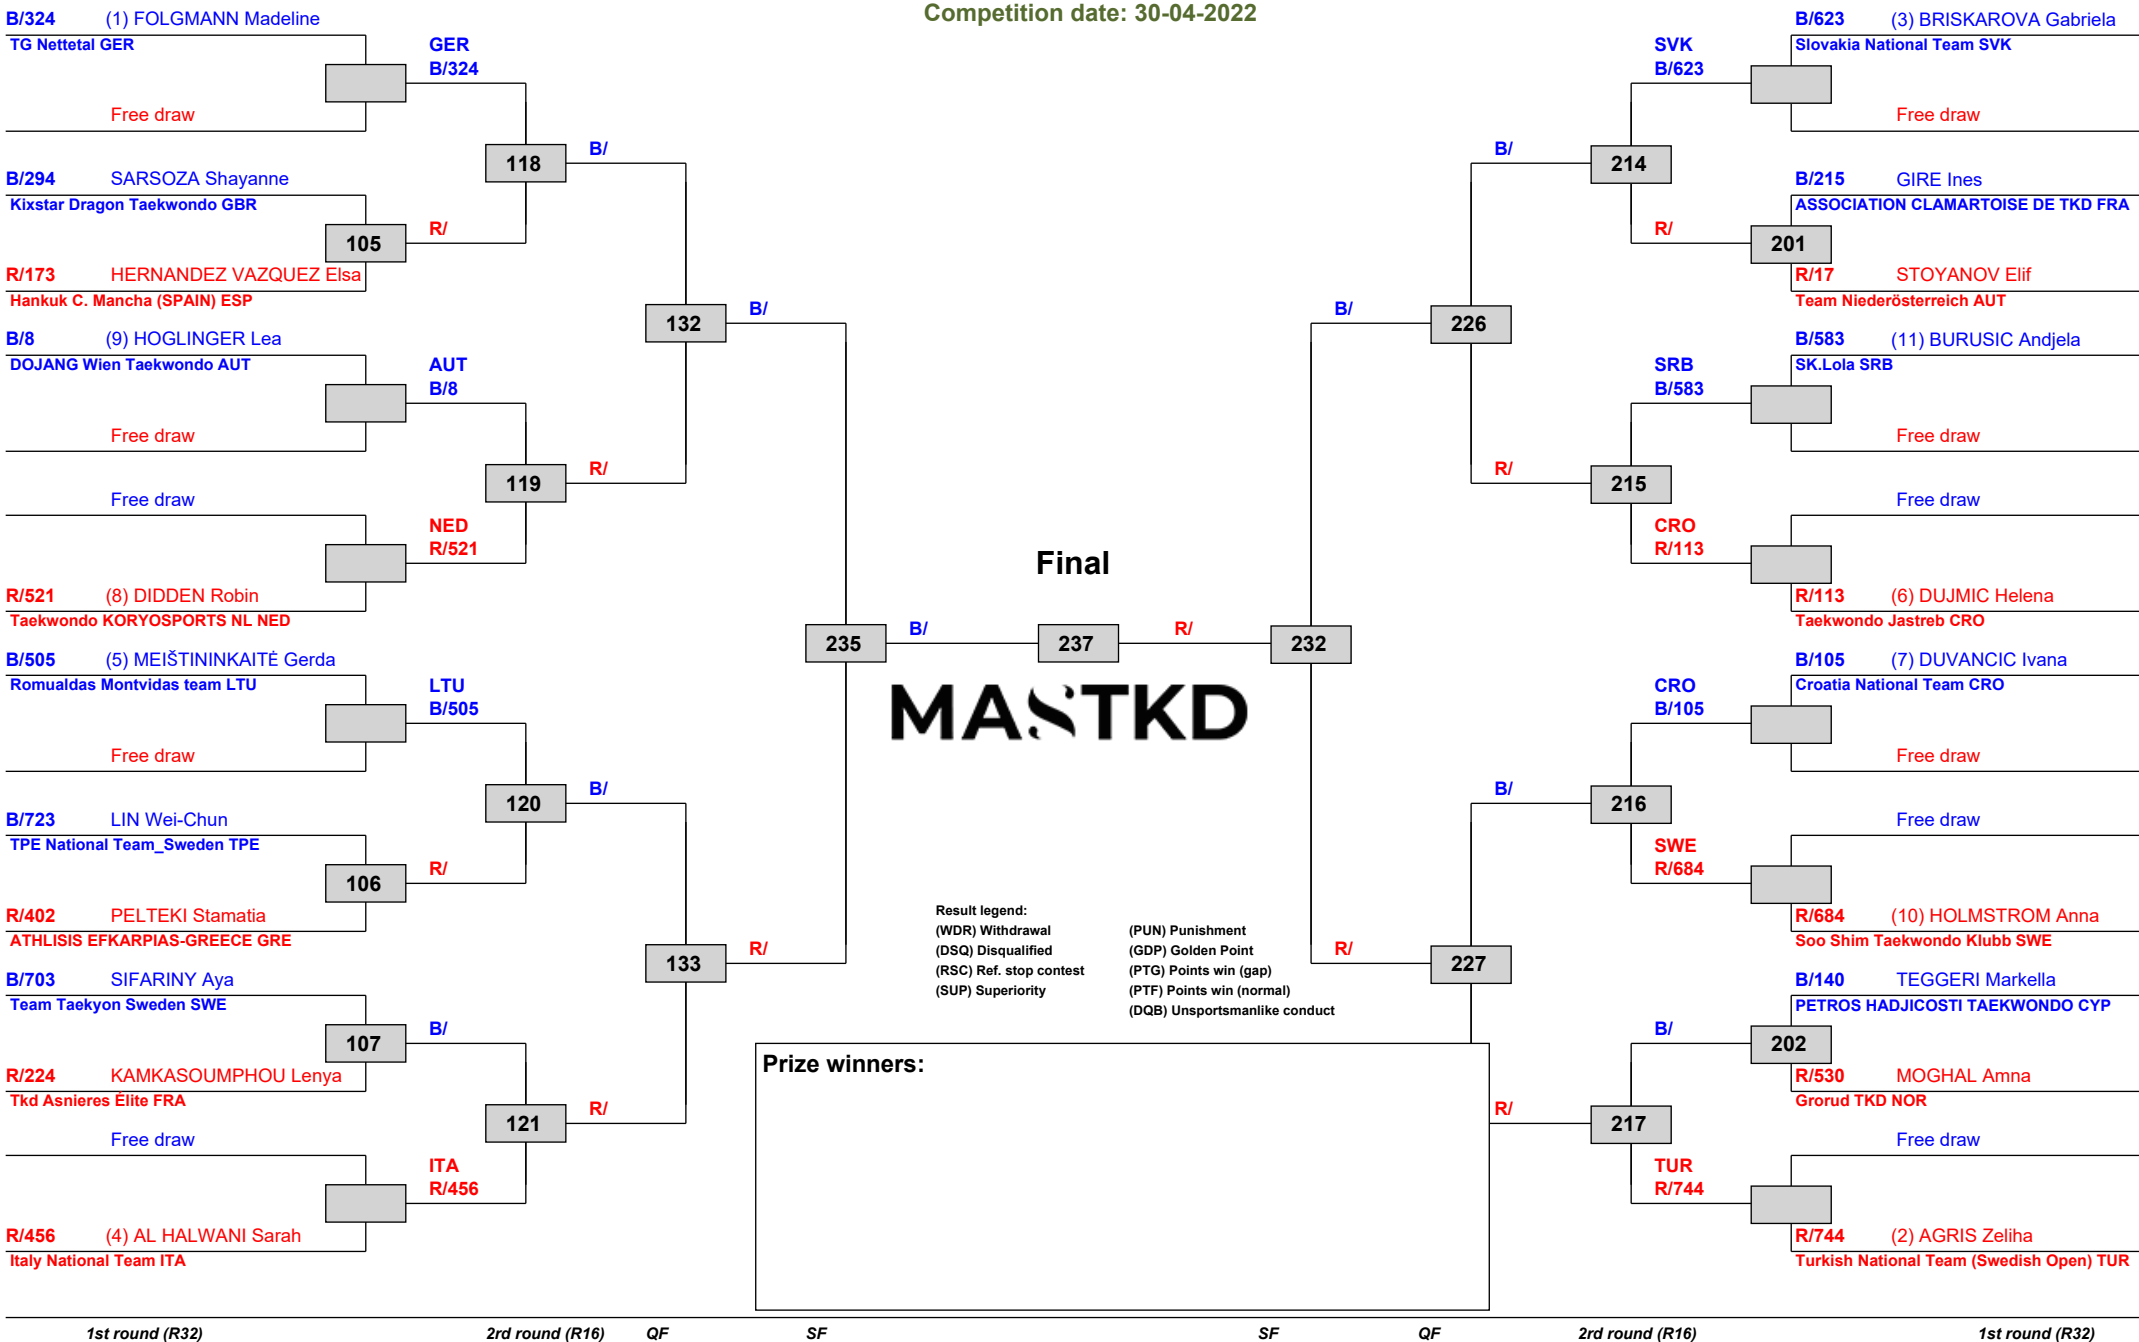 Competition date: 30-04-2022
B/324 (1) FOLGMANN Madeline
TG Nettetal GER
GER
B/324
Free draw
118
B/
B/294 SARSOZA Shayanne
Kixstar Dragon Taekwondo GBR
105
R/
R/173 HERNANDEZ VAZQUEZ Elsa
Hankuk C. Mancha (SPAIN) ESP
132
B/
B/8 (9) HOGLINGER Lea
DOJANG Wien Taekwondo AUT
AUT
B/8
Free draw
119
R/
Free draw
NED
R/521
R/521 (8) DIDDEN Robin
Taekwondo KORYOSPORTS NL NED
235
B/
B/505 (5) MEIŠTININKAITĖ Gerda
Romualdas Montvidas team LTU
LTU
B/505
Free draw
120
B/
B/723 LIN Wei-Chun
TPE National Team_Sweden TPE
106
R/
R/402 PELTEKI Stamatia
ATHLISIS EFKARPIAS-GREECE GRE
133
R/
B/703 SIFARINY Aya
Team Taekyon Sweden SWE
107
B/
R/224 KAMKASOUMPHOU Lenya
Tkd Asnieres Élite FRA
121
R/
Free draw
ITA
R/456
R/456 (4) AL HALWANI Sarah
Italy National Team ITA
Final
237
R/
232
MASTKD
Result legend:
(WDR) Withdrawal (PUN) Punishment
(DSQ) Disqualified (GDP) Golden Point
(RSC) Ref. stop contest (PTG) Points win (gap)
(SUP) Superiority (PTF) Points win (normal)
(DQB) Unsportsmanlike conduct
Prize winners:
B/623 (3) BRISKAROVA Gabriela
Slovakia National Team SVK
SVK
B/623
Free draw
B/
214
B/215 GIRE Ines
ASSOCIATION CLAMARTOISE DE TKD FRA
R/
201
R/17 STOYANOV Elif
Team Niederösterreich AUT
B/
226
B/583 (11) BURUSIC Andjela
SK.Lola SRB
SRB
B/583
Free draw
R/
215
Free draw
CRO
R/113
R/113 (6) DUJMIC Helena
Taekwondo Jastreb CRO
B/105 (7) DUVANCIC Ivana
Croatia National Team CRO
CRO
B/105
Free draw
B/
216
Free draw
SWE
R/684
R/684 (10) HOLMSTROM Anna
Soo Shim Taekwondo Klubb SWE
R/
227
B/140 TEGGERI Markella
PETROS HADJICOSTI TAEKWONDO CYP
B/
202
R/530 MOGHAL Amna
Grorud TKD NOR
R/
217
Free draw
TUR
R/744
R/744 (2) AGRIS Zeliha
Turkish National Team (Swedish Open) TUR
1st round (R32) 2rd round (R16) QF SF SF QF 2rd round (R16) 1st round (R32)